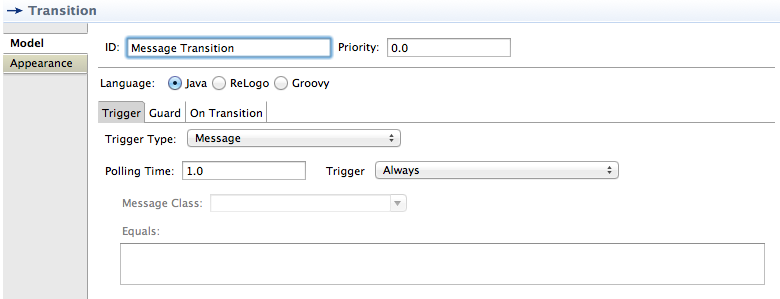 Transition
Model
Appearance
ID: Message Transition Priority: 0.0
Language: Java ReLogo Groovy
Trigger Guard On Transition
Trigger Type: Message
Polling Time: 1.0 Trigger Always
Message Class:
Equals: